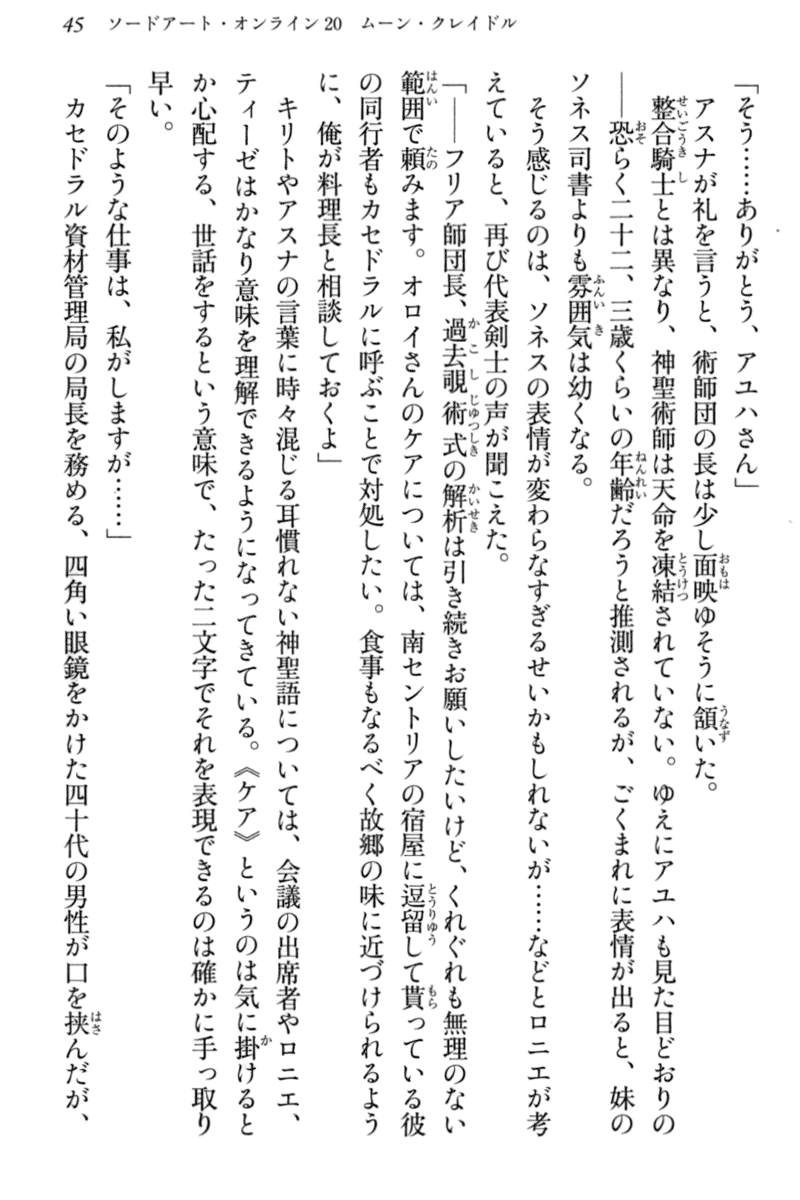 45　ソードアート・オンライン20　ムーン・クレイドル
「そう……ありがとう、アユハさん」
　アスナが礼を言うと、術師団の長は少し面映ゆそうに頷いた。
　整合騎士とは異なり、神聖術師は天命を凍結されていない。ゆえにアユハも見た目どおりの
――恐らく二十二、三歳くらいの年齢だろうと推測されるが、ごくまれに表情が出ると、妹の
ソネス司書よりも雰囲気は幼くなる。
　そう感じるのは、ソネスの表情が変わらなすぎるせいかもしれないが……などとロニエが考
えていると、再び代表剣士の声が聞こえた。
「――フリア師団長、過去覗術式の解析は引き続きお願いしたいけど、くれぐれも無理のない
範囲で頼みます。オロイさんのケアについては、南セントリアの宿屋に逗留して貰っている彼
の同行者もカセドラルに呼ぶことで対処したい。食事もなるべく故郷の味に近づけられるよう
に、俺が料理長と相談しておくよ」
　キリトやアスナの言葉に時々混じる耳慣れない神聖語については、会議の出席者やロニエ、
ティーゼはかなり意味を理解できるようになってきている。《ケア》というのは気に掛けると
か心配する、世話をするという意味で、たった二文字でそれを表現できるのは確かに手っ取り
早い。
「そのような仕事は、私がしますが……」
　カセドラル資材管理局の局長を務める、四角い眼鏡をかけた四十代の男性が口を挟んだが、